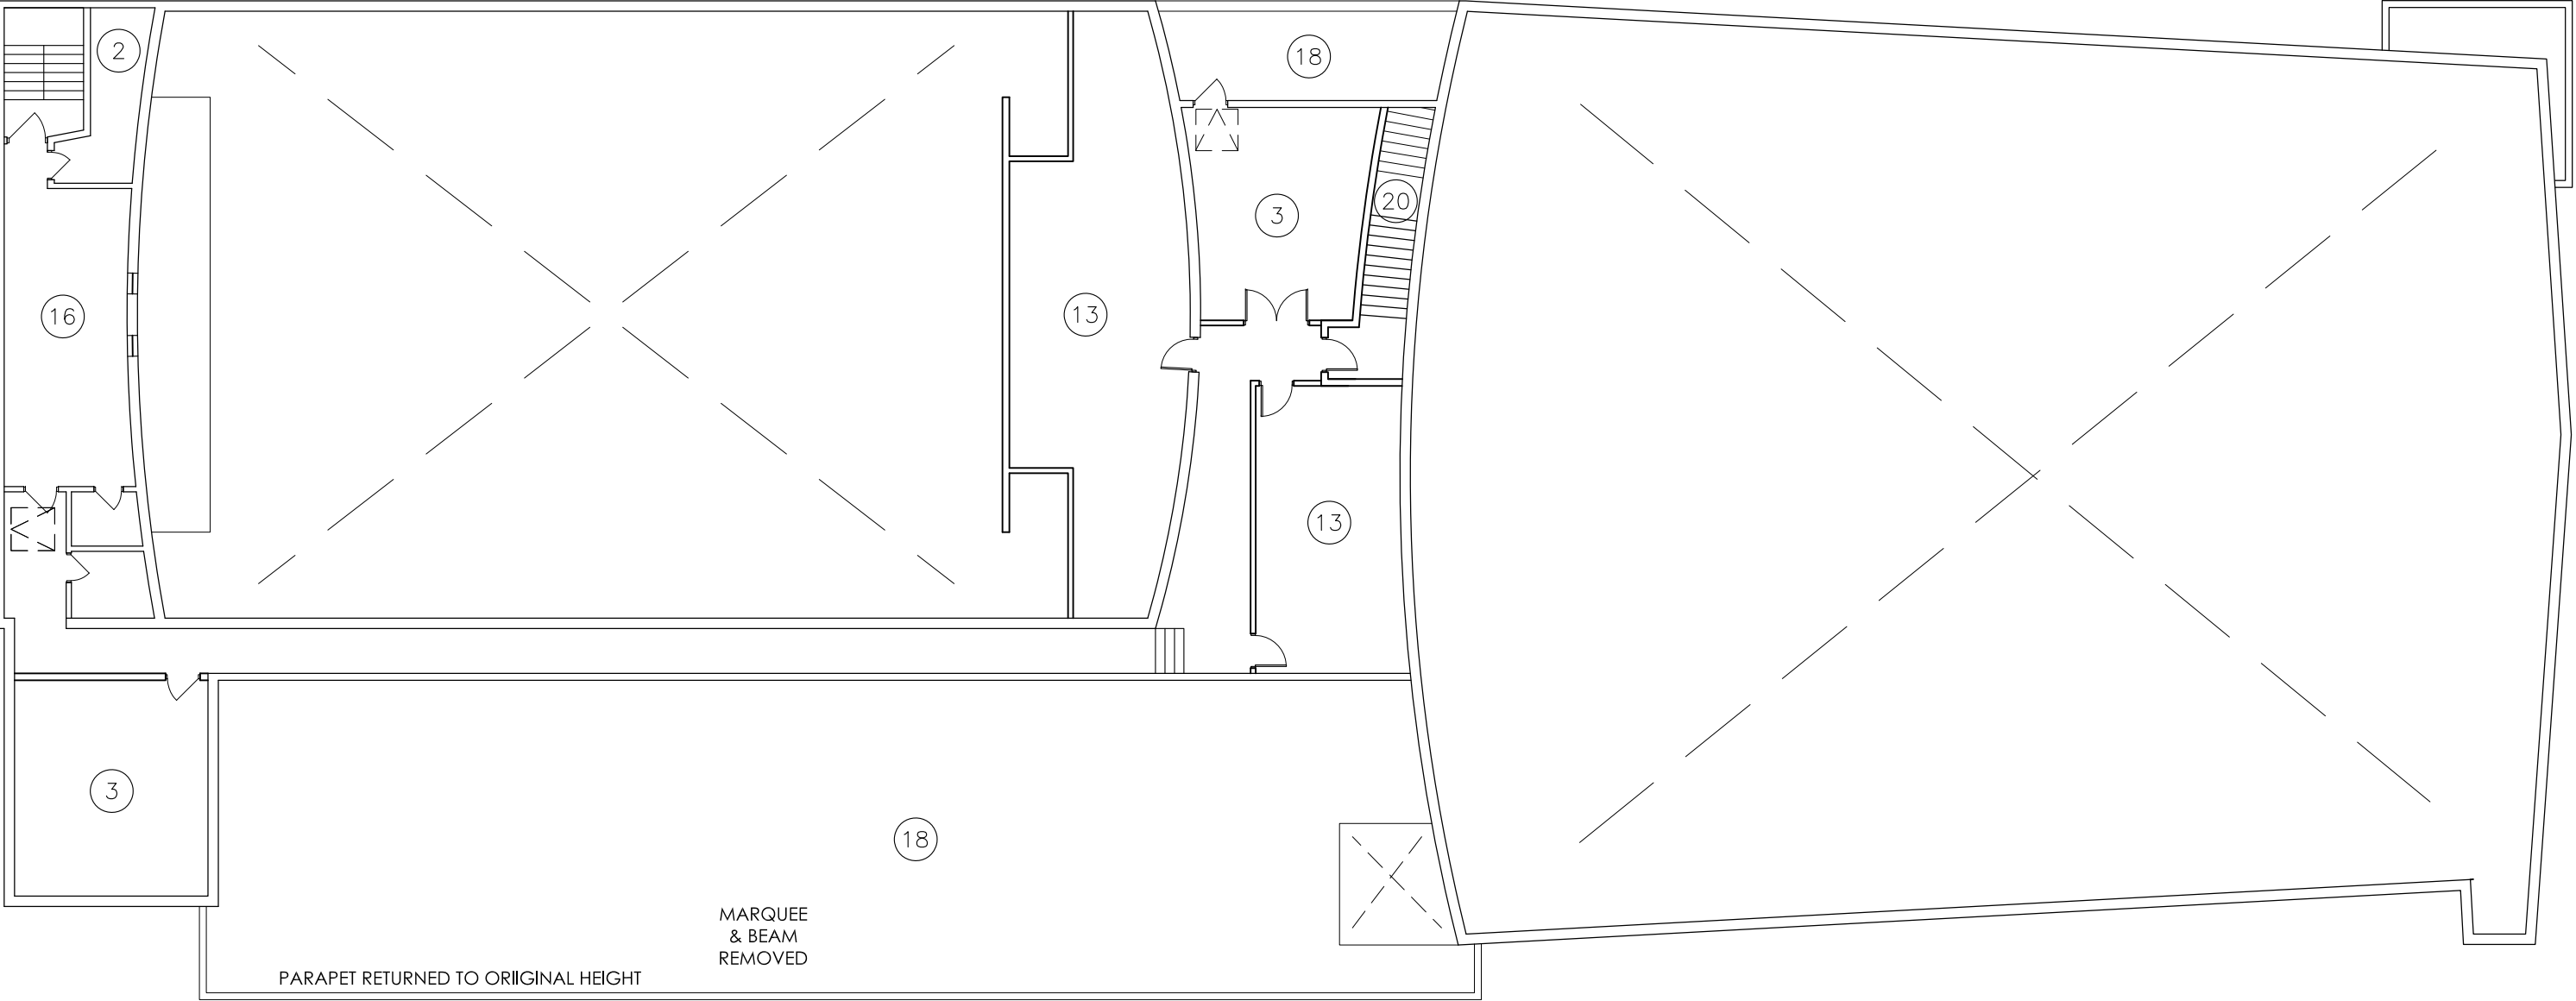 2
18
3
20
16
13
13
3
18
MARQUEE
& BEAM
REMOVED
PARAPET RETURNED TO ORIIGINAL HEIGHT